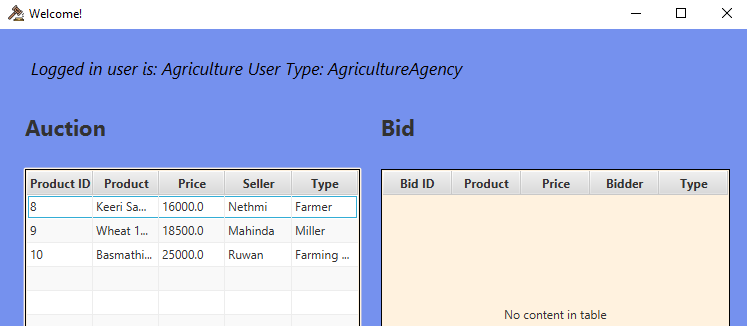 Welcome!
Logged in user is: Agriculture User Type: AgricultureAgency
Auction
Bid
Product ID Product Price Seller Type
8 Keeri Sa... 16000.0 Nethmi Farmer
9 Wheat 1... 18500.0 Mahinda Miller
10 Basmathi... 25000.0 Ruwan Farming ...
Bid ID Product Price Bidder Type
No content in table